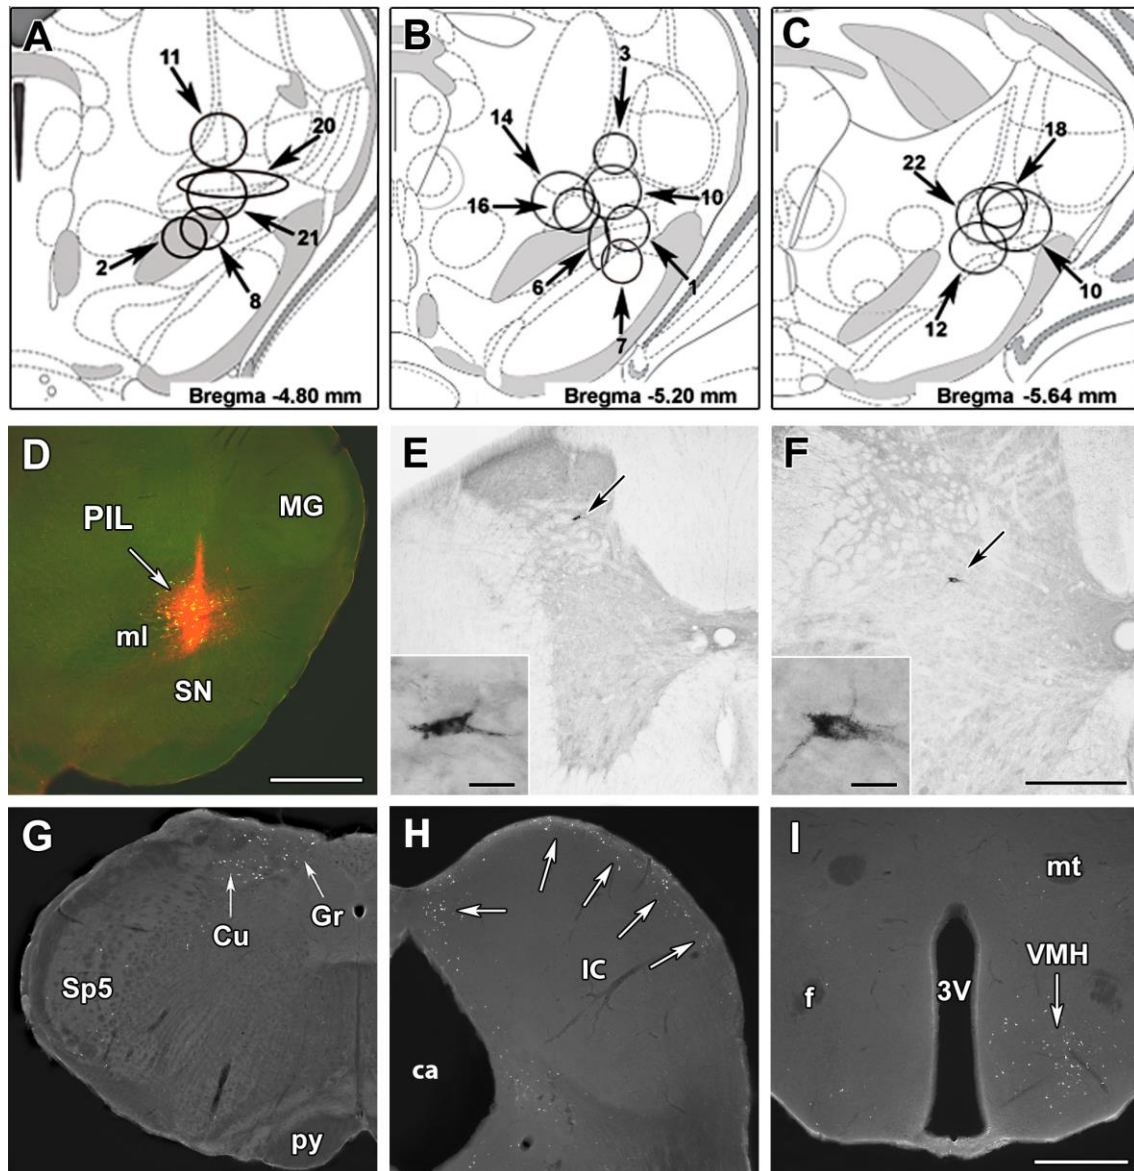 A
11
20
2
8
21
Bregma -4.80 mm
B
3
14
16
10
6
1
7
Bregma -5.20 mm
C
18
22
12
10
Bregma -5.64 mm
D
MG
PIL
ml
SN
E
F
G
Cu
Gr
Sp5
py
H
IC
ca
I
mt
VMH
f
3V